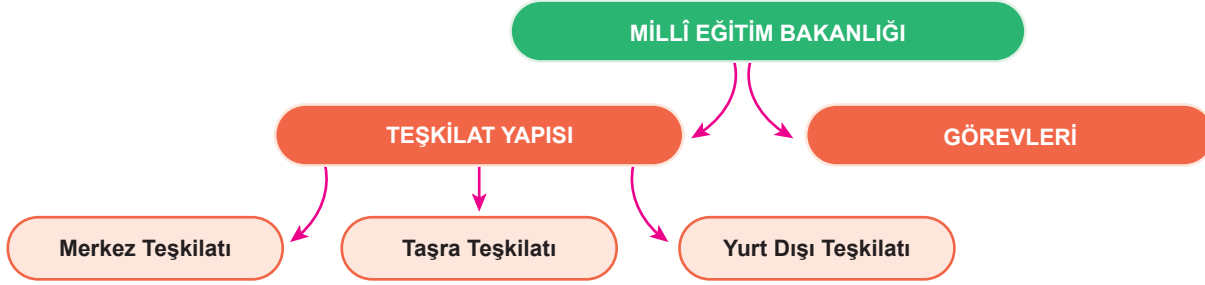 MİLLÎ EĞİTİM BAKANLIĞI
TEŞKİLAT YAPISI
GÖREVLERİ
Merkez Teşkilatı
Taşra Teşkilatı
Yurt Dışı Teşkilatı